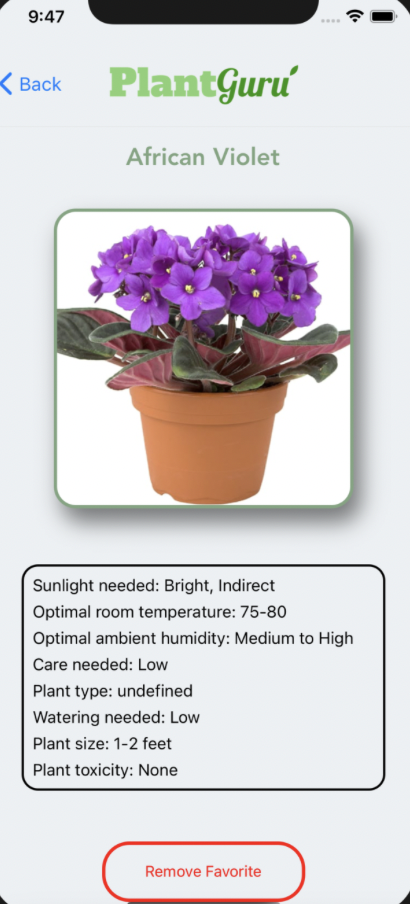 9:47
Back
PlantGuru
African Violet
Sunlight needed: Bright, Indirect
Optimal room temperature: 75-80
Optimal ambient humidity: Medium to High
Care needed: Low
Plant type: undefined
Watering needed: Low
Plant size: 1-2 feet
Plant toxicity: None
Remove Favorite